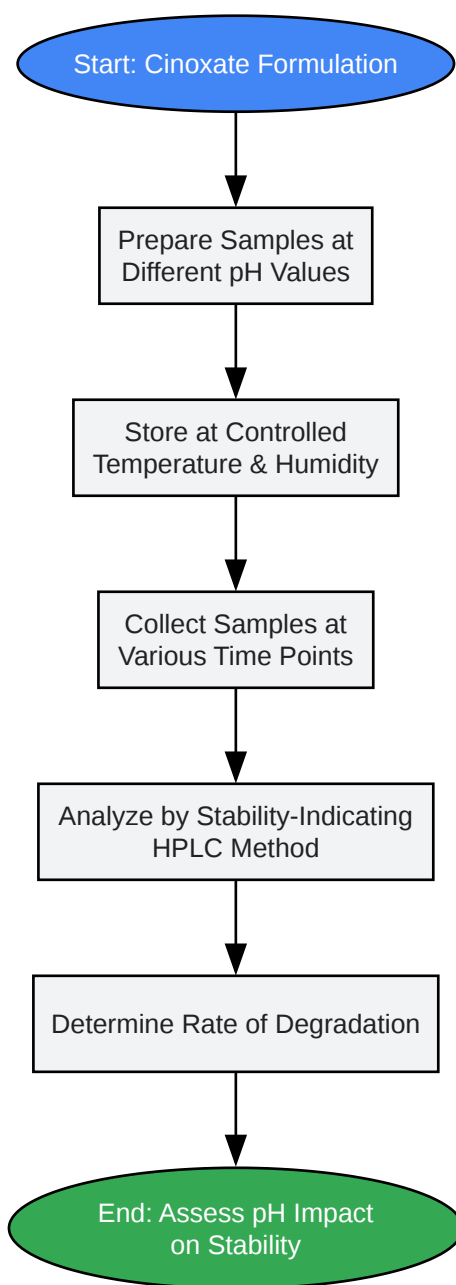 Start: Cinoxate Formulation
Prepare Samples at
Different pH Values
Store at Controlled
Temperature & Humidity
Collect Samples at
Various Time Points
Analyze by Stability-Indicating
HPLC Method
Determine Rate of Degradation
End: Assess pH Impact
on Stability